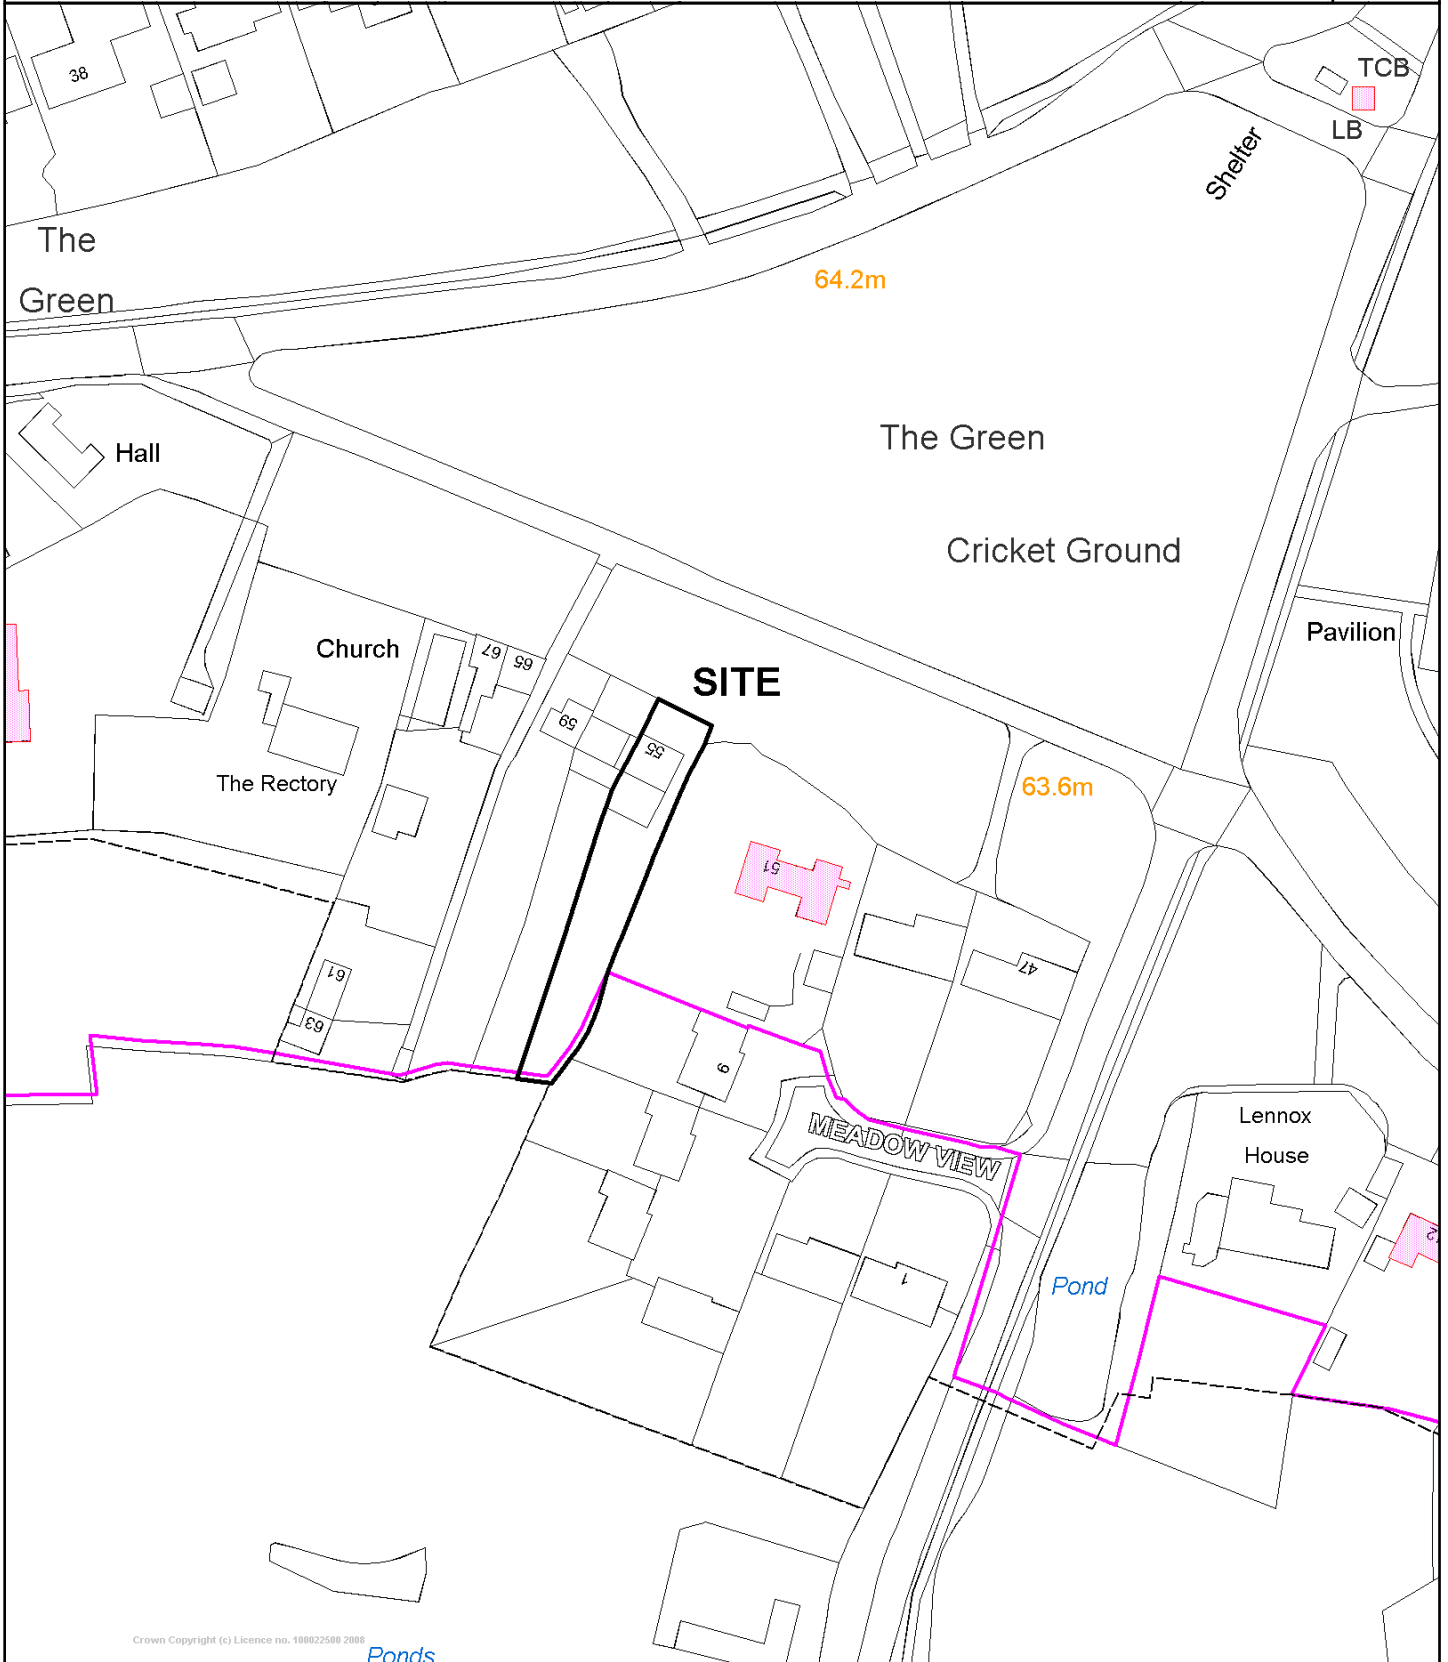 38
TCB
LB
Shelter
The
Green
64.2m
Hall
The Green
Cricket Ground
Church
67
65
SITE
Pavilion
59
55
The Rectory
63.6m
51
47
61
63
9
MEADOW VIEW
Lennox
House
1
Pond
Crown Copyright (c) Licence no. 100022500 2008
Ponds